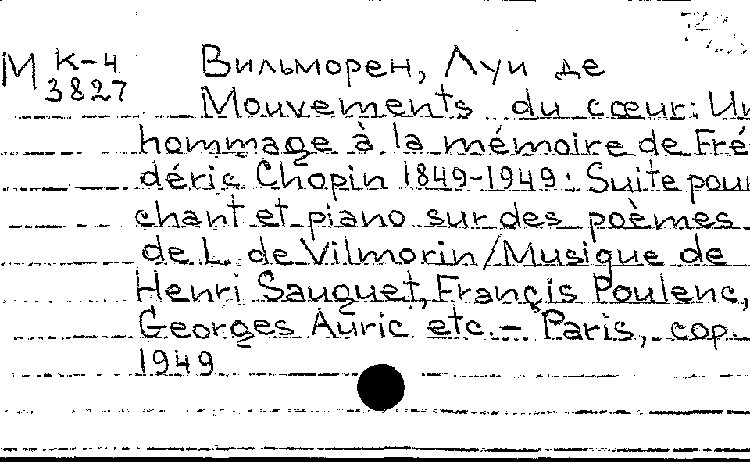 М К-4 Вильморен, Луи де
3827 Mouvements du cœur: Un
hommage à la mémoire de Fré
déric Chopin 1849-1949: Suite pour
chant et piano sur des poèmes
de L. de Vilmorin/Musique de
Henri Sauguet, Francis Poulenc,
Georges Auric etc. - Paris, cop.
1949